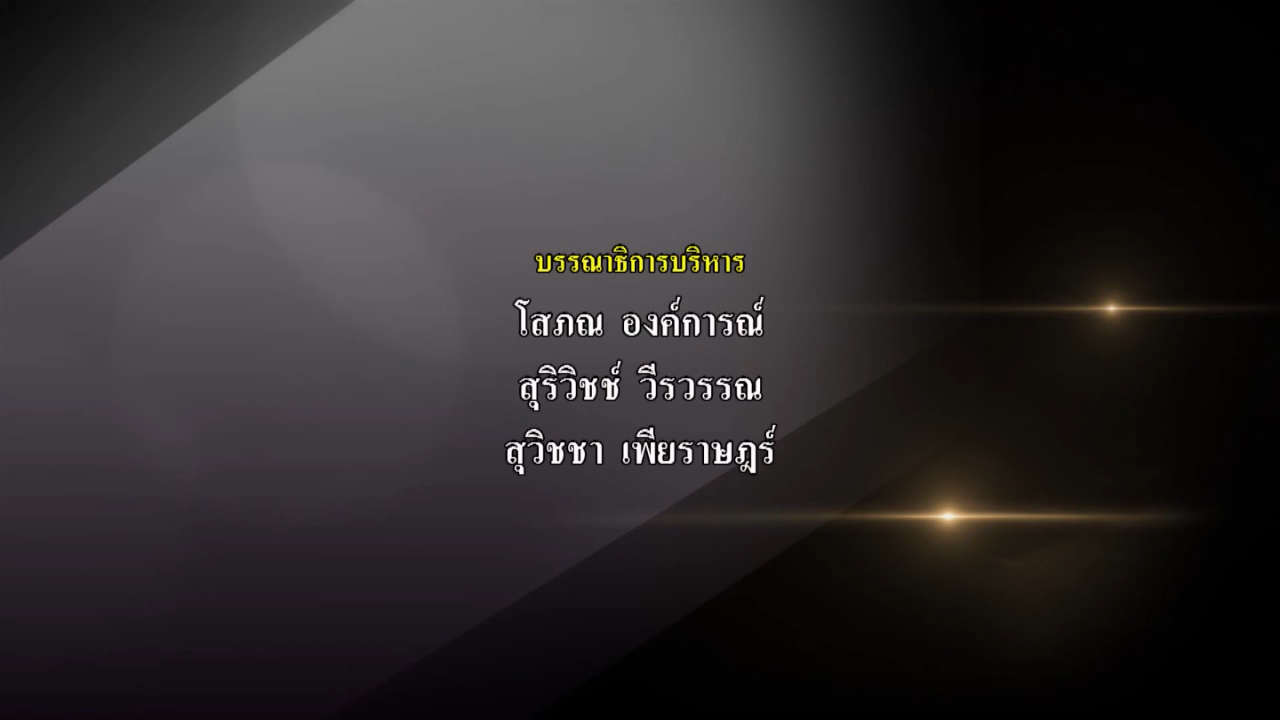 บรรณาธิการบริหาร
โสภณ องค์การณ์
สุริวิชช์ วีรวรรณ
สุวิชชา เพียราษฎร์